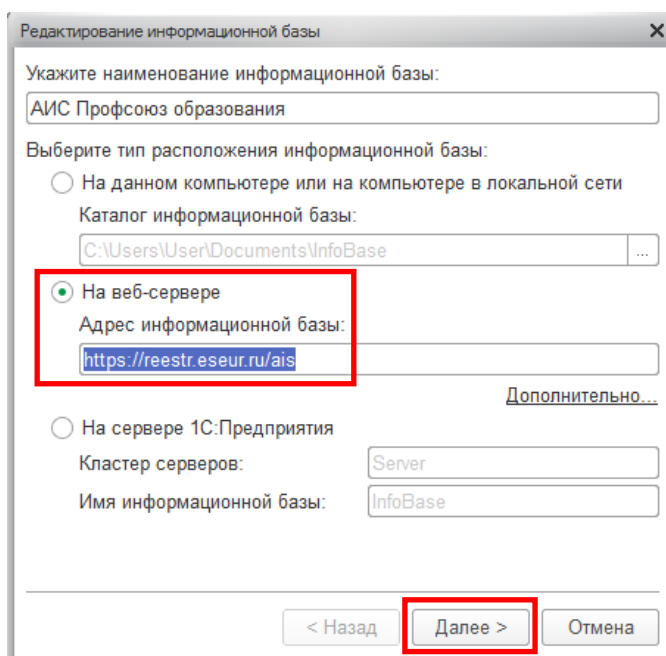 Редактирование информационной базы
Укажите наименование информационной базы:
АИС Профсоюз образования
Выберите тип расположения информационной базы:
На данном компьютере или на компьютере в локальной сети
Каталог информационной базы:
C:\Users\User\Documents\InfoBase
...
На веб-сервере
Адрес информационной базы:
https://reestr.eseur.ru/ais
Дополнительно...
На сервере 1С:Предприятия
Кластер серверов: Server
Имя информационной базы: InfoBase
< Назад Далее > Отмена